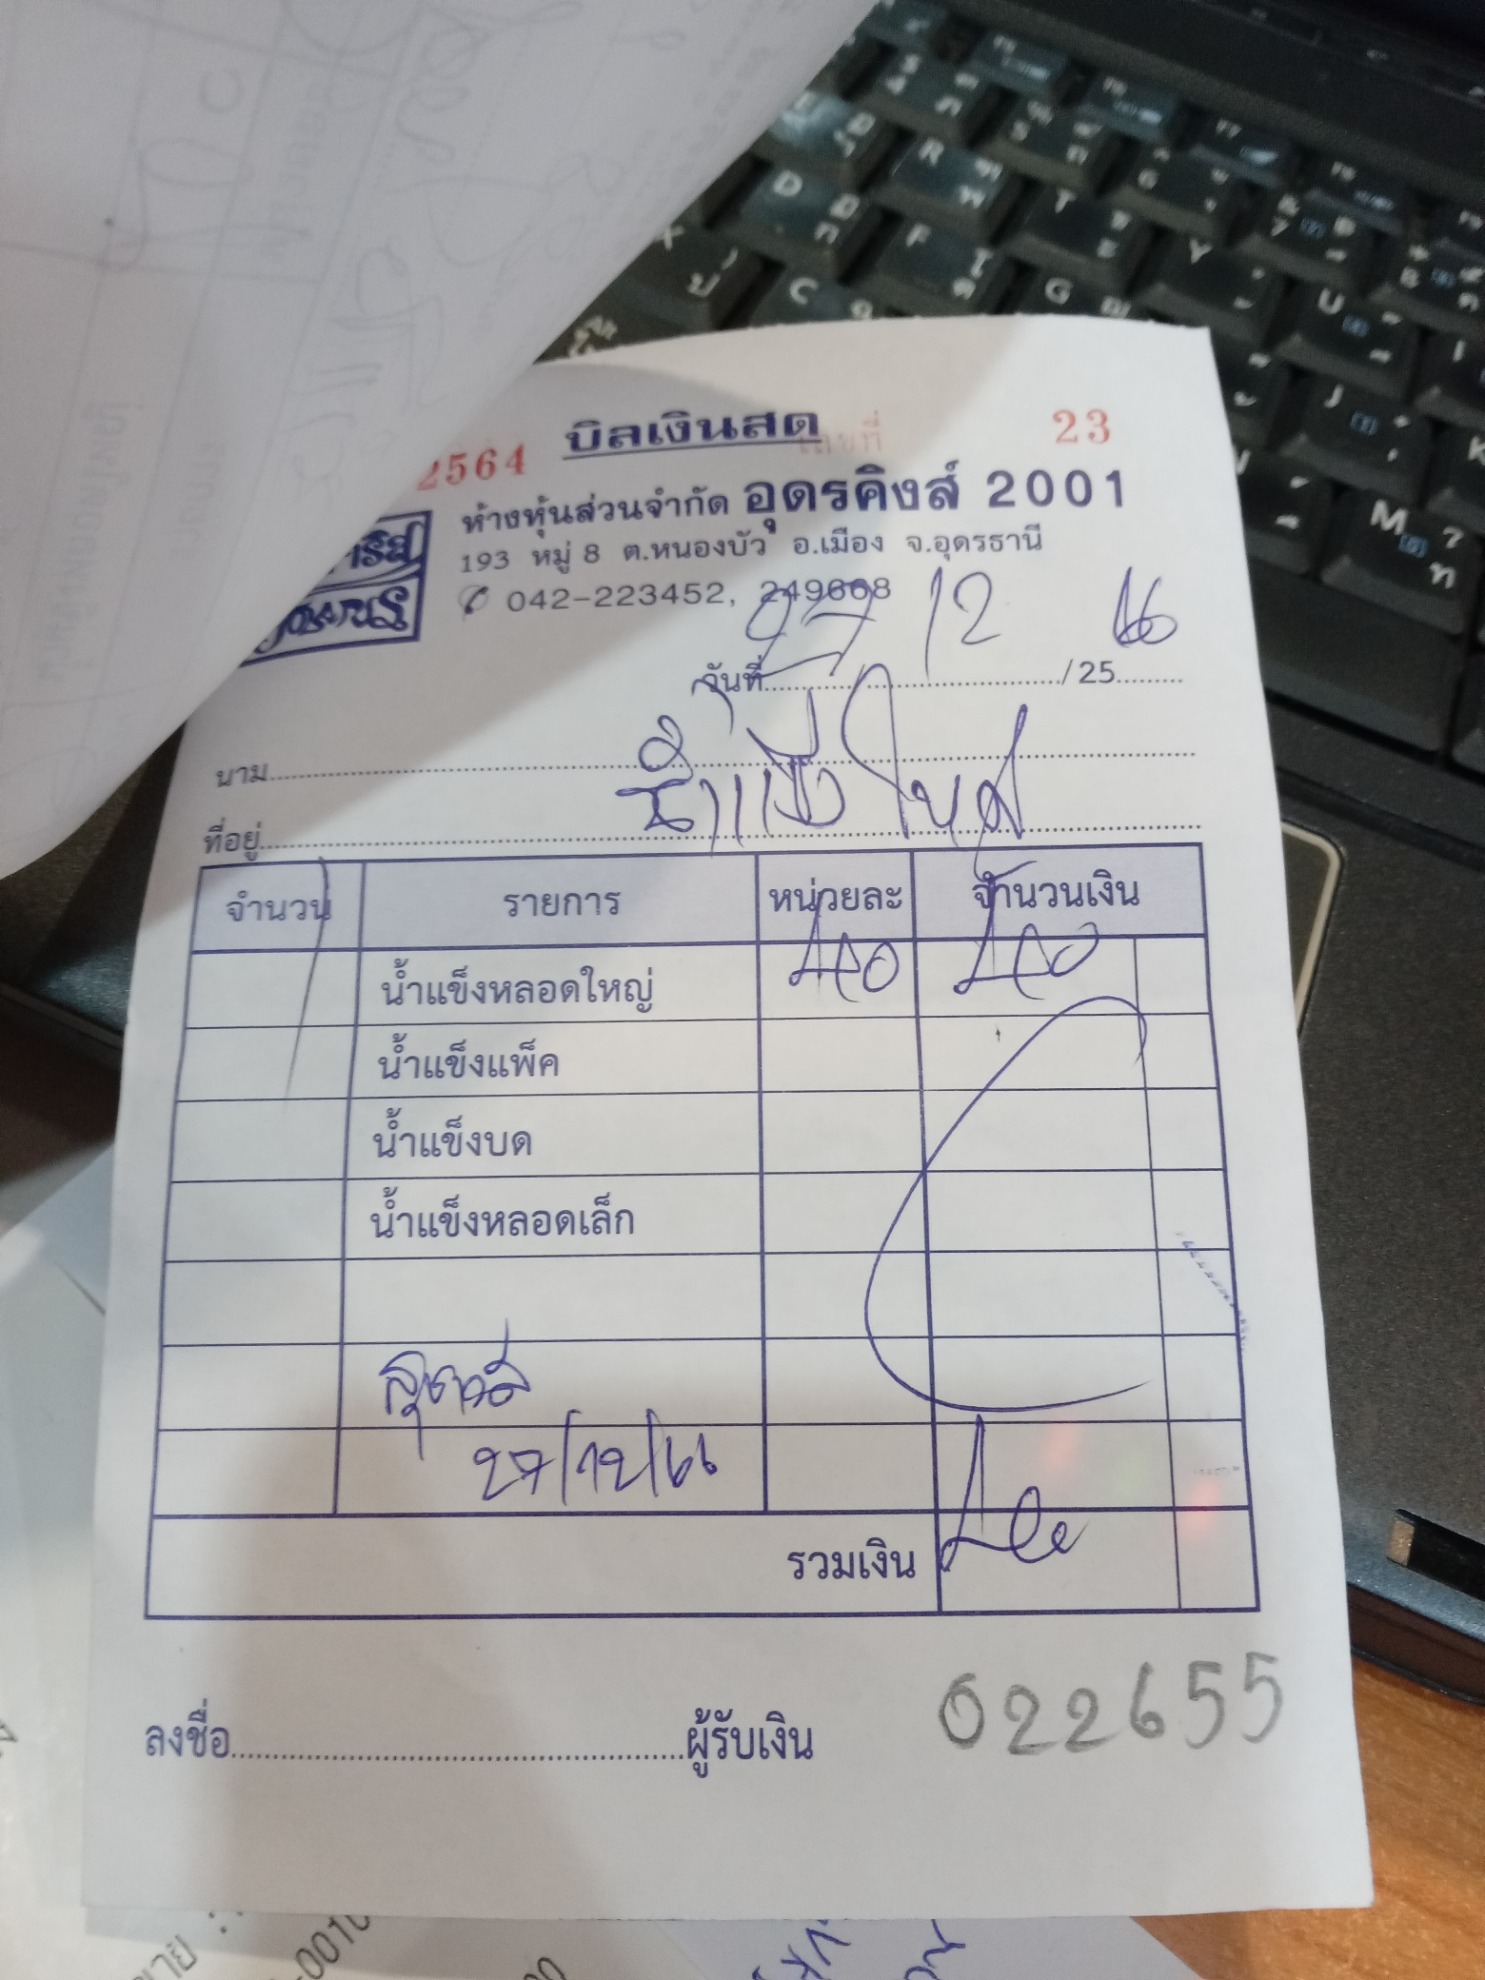 บิลเงินสด
2564 เลขที่ 23
ห้างหุ้นส่วนจำกัด อุดรคิงส์ 2001
193 หมู่ 8 ต.หนองบัว อ.เมือง จ.อุดรธานี
042-223452, 249668
วันที่ 27 12 /25 66
นาม
ที่อยู่ น้ำแข็งใหญ่
จำนวน รายการ หน่วยละ จำนวนเงิน
1 น้ำแข็งหลอดใหญ่ 40 40
น้ำแข็งแพ็ค
น้ำแข็งบด
น้ำแข็งหลอดเล็ก
27/12/66
รวมเงิน 40
ลงชื่อ ผู้รับเงิน
022655